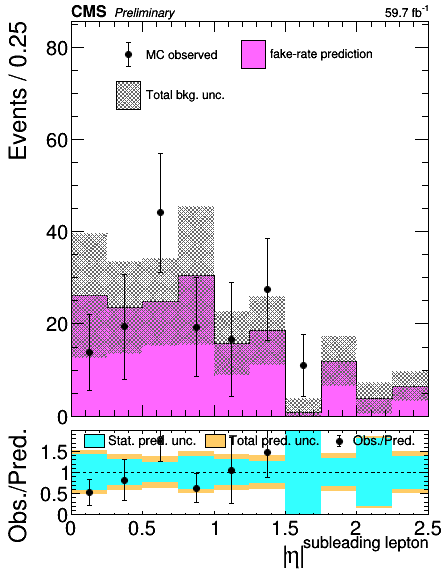 CMS Preliminary 59.7 fb⁻¹
Events / 0.25
MC observed
fake-rate prediction
Total bkg. unc.
80
60
40
20
0
Obs./Pred.
Stat. pred. unc.
Total pred. unc.
Obs./Pred.
1.5
1
0.5
0
0 0.5 1 1.5 2 2.5
|η| subleading lepton